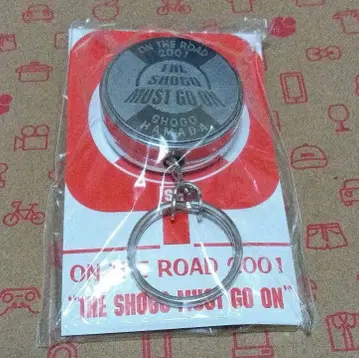 ON THE ROAD
2001
THE
SHOGO
MUST GO ON
SHOGO
HAMADA
ON THE ROAD 2001
"THE SHOGO MUST GO ON"